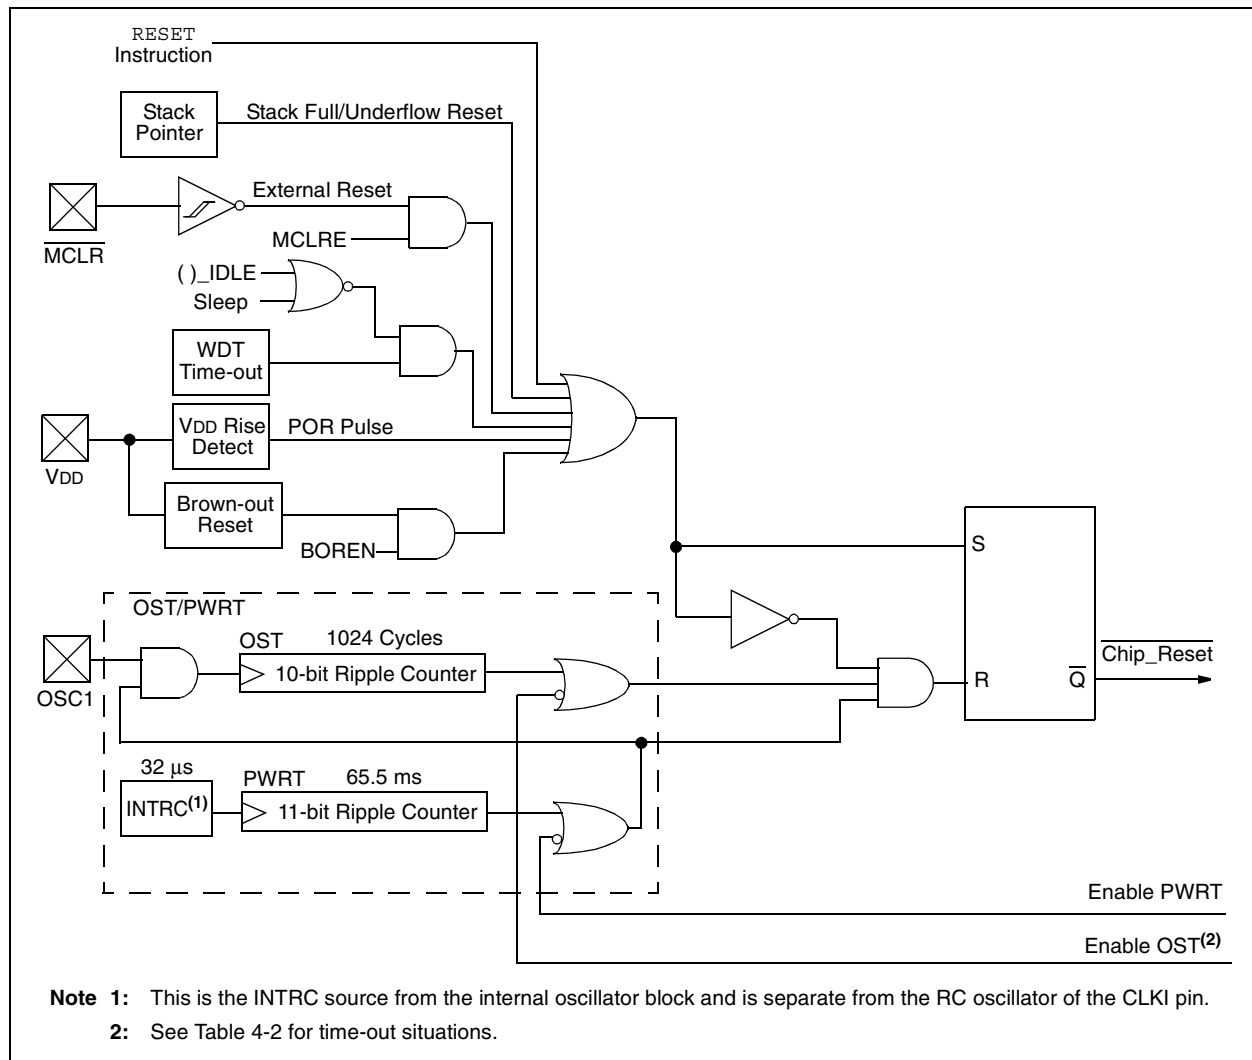 RESET
Instruction
Stack
Pointer
Stack Full/Underflow Reset
External Reset
MCLR
MCLRE
( )_IDLE
Sleep
WDT
Time-out
VDD Rise
Detect
POR Pulse
VDD
Brown-out
Reset
BOREN
S
OST/PWRT
OST
1024 Cycles
10-bit Ripple Counter
OSC1
R
Q
Chip_Reset
32 µs
INTRC(1)
PWRT
65.5 ms
11-bit Ripple Counter
Enable PWRT
Enable OST(2)
Note 1: This is the INTRC source from the internal oscillator block and is separate from the RC oscillator of the CLKI pin.
2: See Table 4-2 for time-out situations.